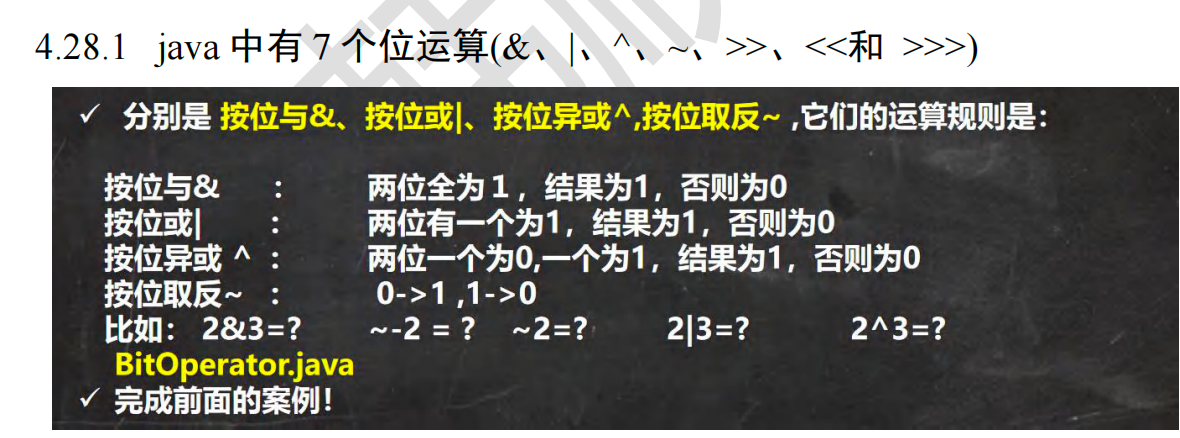 4.28.1 java 中有 7 个位运算(&、|、^、~、>>、<<和 >>>)
✓ 分别是 按位与&、按位或|、按位异或^,按位取反~ ,它们的运算规则是：
按位与& ： 两位全为１，结果为1，否则为0
按位或| ： 两位有一个为1，结果为1，否则为0
按位异或 ^ ： 两位一个为0,一个为1，结果为1，否则为0
按位取反~ ： 0->1 ,1->0
比如： 2&3=? ~-2 = ? ~2=? 2|3=? 2^3=?
BitOperator.java
✓ 完成前面的案例！